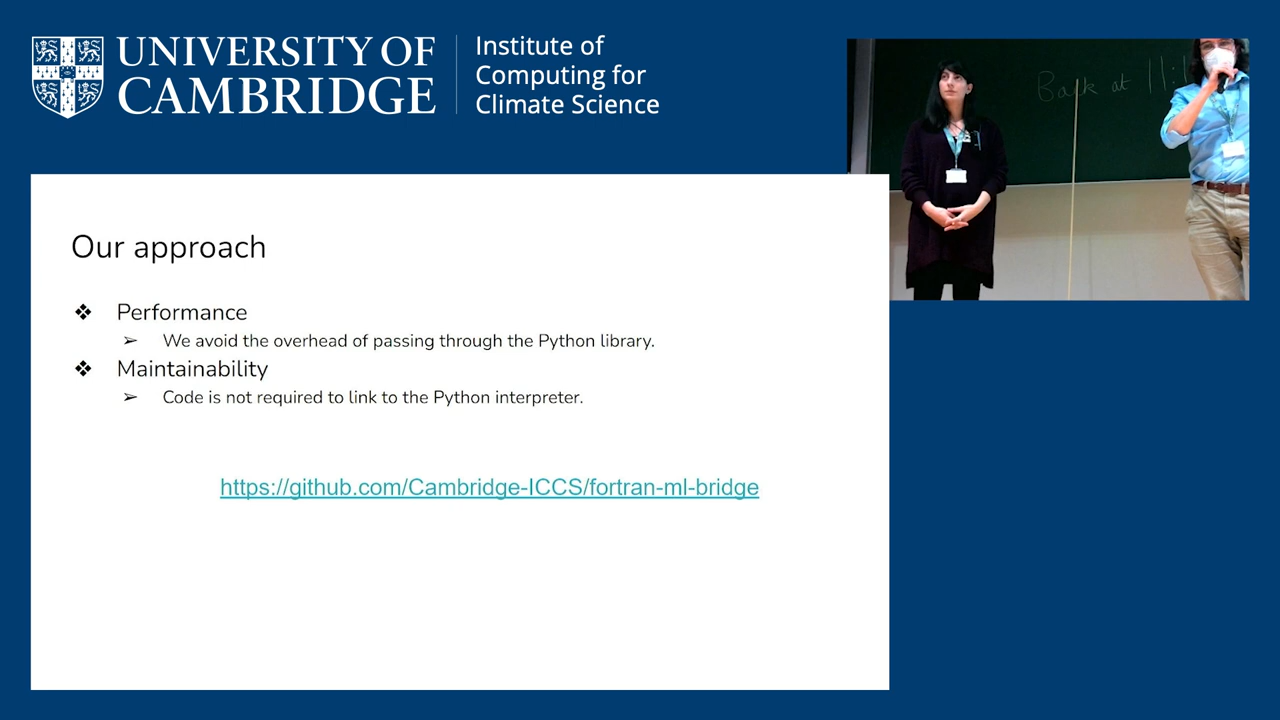 UNIVERSITY OF
CAMBRIDGE
Institute of
Computing for
Climate Science
Back at
Our approach
❖ Performance
➢ We avoid the overhead of passing through the Python library.
❖ Maintainability
➢ Code is not required to link to the Python interpreter.
https://github.com/Cambridge-ICCS/fortran-ml-bridge